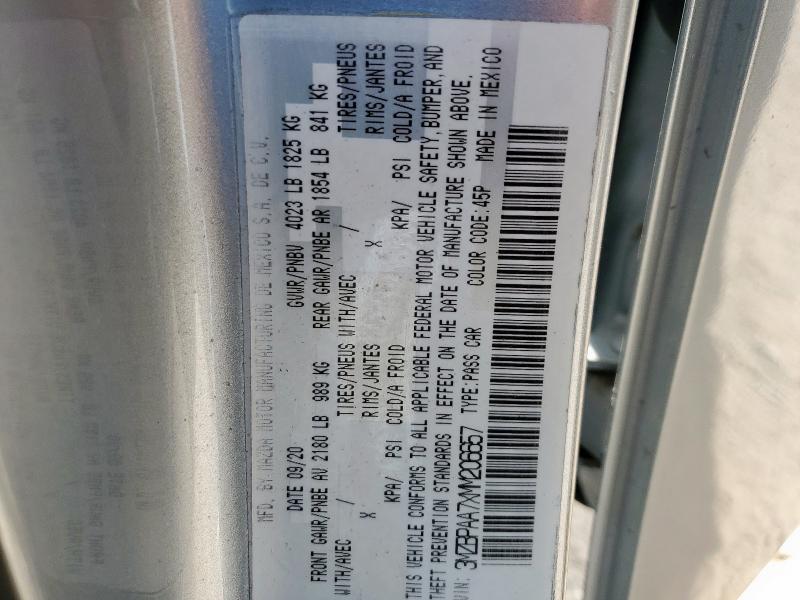 MFD. BY MAZDA MOTOR MANUFACTURING DE MEXICO S.A. DE C.V.
DATE 09/20 GVWR/PNBV 4023 LB 1825 KG
FRONT GAWR/PNBE AV 2180 LB 989 KG REAR GAWR/PNBE AR 1854 LB 841 KG
WITH/AVEC / TIRES/PNEUS WITH/AVEC / TIRES/PNEUS
X RIMS/JANTES X RIMS/JANTES
KPA/ PSI COLD/A FROID KPA/ PSI COLD/A FROID
THIS VEHICLE CONFORMS TO ALL APPLICABLE FEDERAL MOTOR VEHICLE SAFETY, BUMPER, AND
THEFT PREVENTION STANDARDS IN EFFECT ON THE DATE OF MANUFACTURE SHOWN ABOVE.
VIN: 3MZBPAA7XMM206657 TYPE:PASS CAR COLOR CODE:45P MADE IN MEXICO